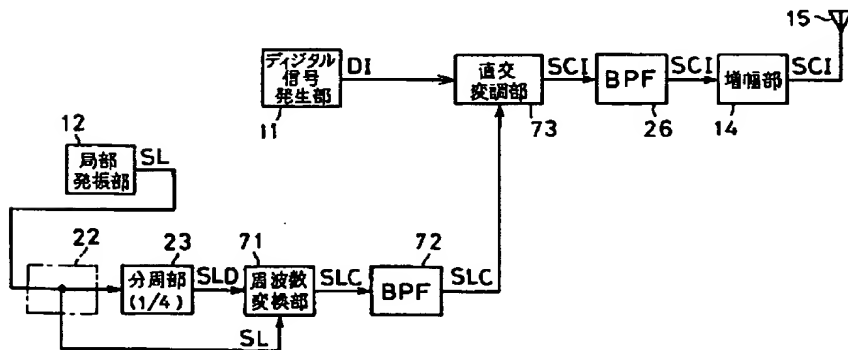 15
ディジタル
信号
発生部
DI
11
直交
変調部
SCI
73
BPF
SCI
26
増幅部
SCI
14
12
局部
発振部
SL
22
23
分周部
(1/4)
SLD
71
周波数
変換部
SLC
72
BPF
SLC
SL